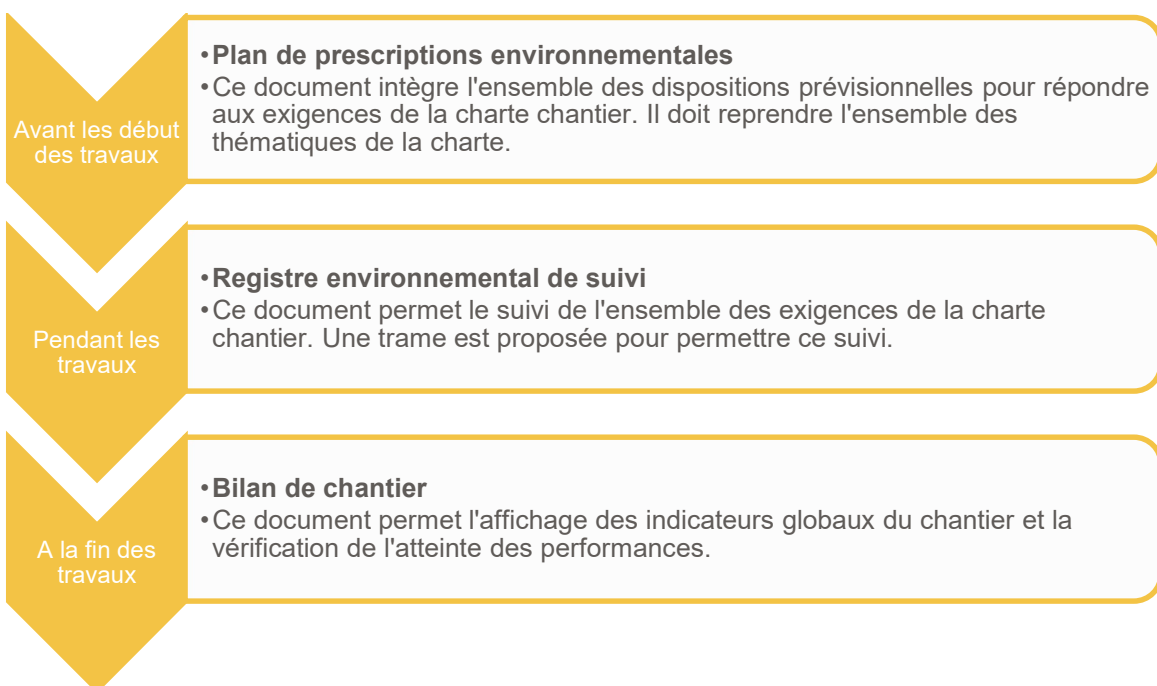 Avant les début
des travaux
•Plan de prescriptions environnementales
•Ce document intègre l'ensemble des dispositions prévisionnelles pour répondre
aux exigences de la charte chantier. Il doit reprendre l'ensemble des
thématiques de la charte.
Pendant les
travaux
•Registre environnemental de suivi
•Ce document permet le suivi de l'ensemble des exigences de la charte
chantier. Une trame est proposée pour permettre ce suivi.
A la fin des
travaux
•Bilan de chantier
•Ce document permet l'affichage des indicateurs globaux du chantier et la
vérification de l'atteinte des performances.